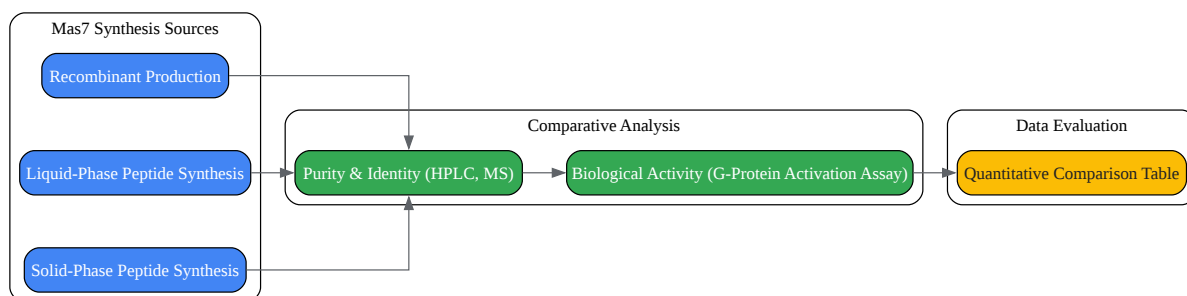 Mas7 Synthesis Sources
Recombinant Production
Liquid-Phase Peptide Synthesis
Solid-Phase Peptide Synthesis
Comparative Analysis
Purity & Identity (HPLC, MS)
Biological Activity (G-Protein Activation Assay)
Data Evaluation
Quantitative Comparison Table